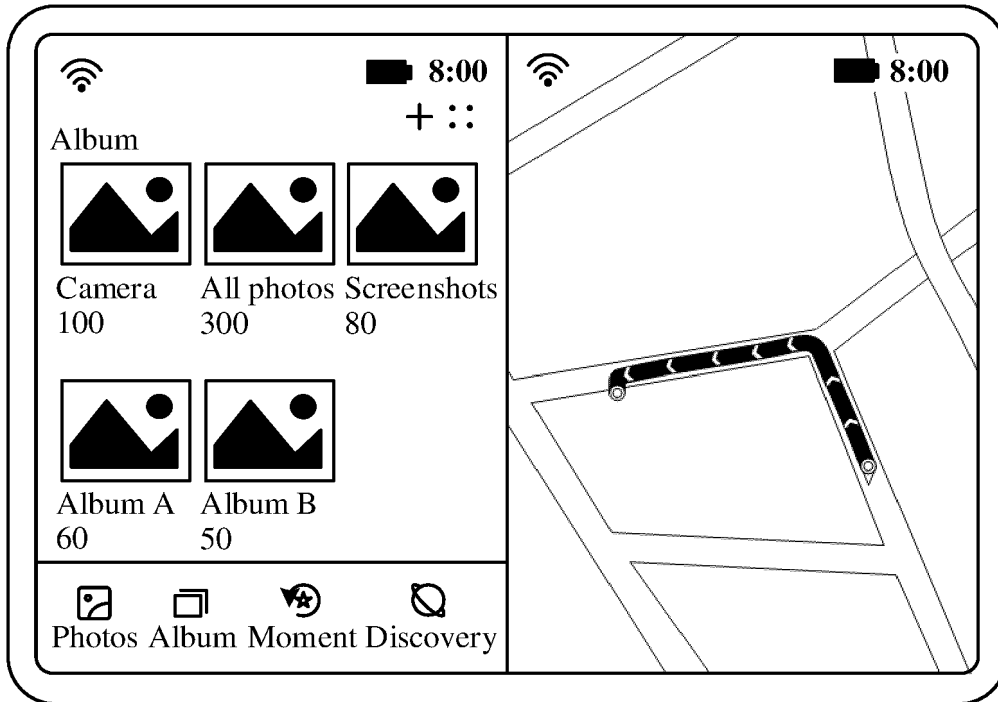 8:00
Album
Camera All photos Screenshots
100 300 80
Album A Album B
60 50
Photos Album Moment Discovery
8:00